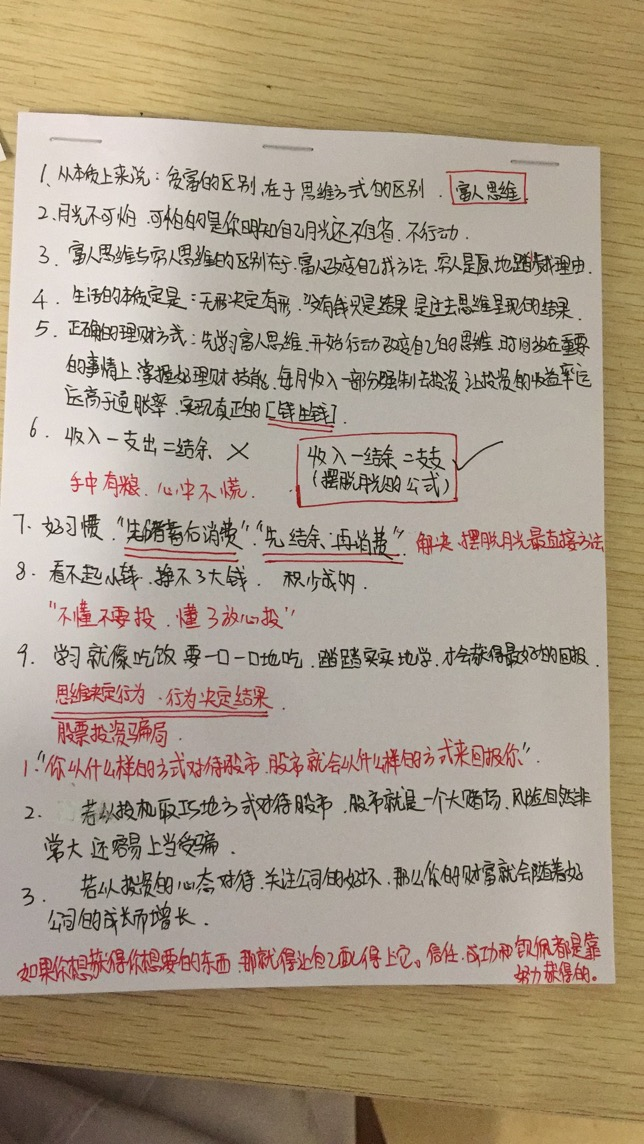 1、从本质上来说：贫富的区别，在于思维方式的区别． 富人思维
2.月光不可怕．可怕的是你明知自己月光还不自省．不行动．
3、富人思维与穷人思维的区别在于．富人改变自己找方法．穷人是原地踏步找理由．
4、生活的本质定是：无形决定有形．没有钱只是结果．是过去思维呈现的结果．
5、正确的理财方式：先学习富人思维．开始行动改变自己的思维．时间放在重要
的事情上．掌握好理财技能．每月收入一部分强制去投资 让投资的收益率远
远高于通胀率．实现真正的［钱生钱］．
6、收入－支出＝结余． ✗ 收入－结余＝支出 ✓
手中有粮．心中不慌． （摆脱月光的公式）
7、好习惯．“先储蓄后消费”“先结余．再消费”． 解决．摆脱月光最直接方法
8、看不起小钱．挣不了大钱． 积少成多．
“不懂不要投．懂了放心投”
9、学习就像吃饭 要一口一口地吃．踏踏实实地学．才会获得最好的回报．
思维决定行为．行为决定结果．
股票投资骗局．
1.“你以什么样的方式对待股市．股市就会以什么样的方式来回报你”．
2、若以投机取巧地方式对待股市．股市就是一个大赌场．风险自然非
常大 还容易上当受骗．
3、若以投资的心态对待．关注公司的好坏．那么你的财富就会随着好
公司的成长而增长．
如果你想获得你想要的东西．那就得让自己配得上它。信任．成功和钦佩都是靠
努力获得的。